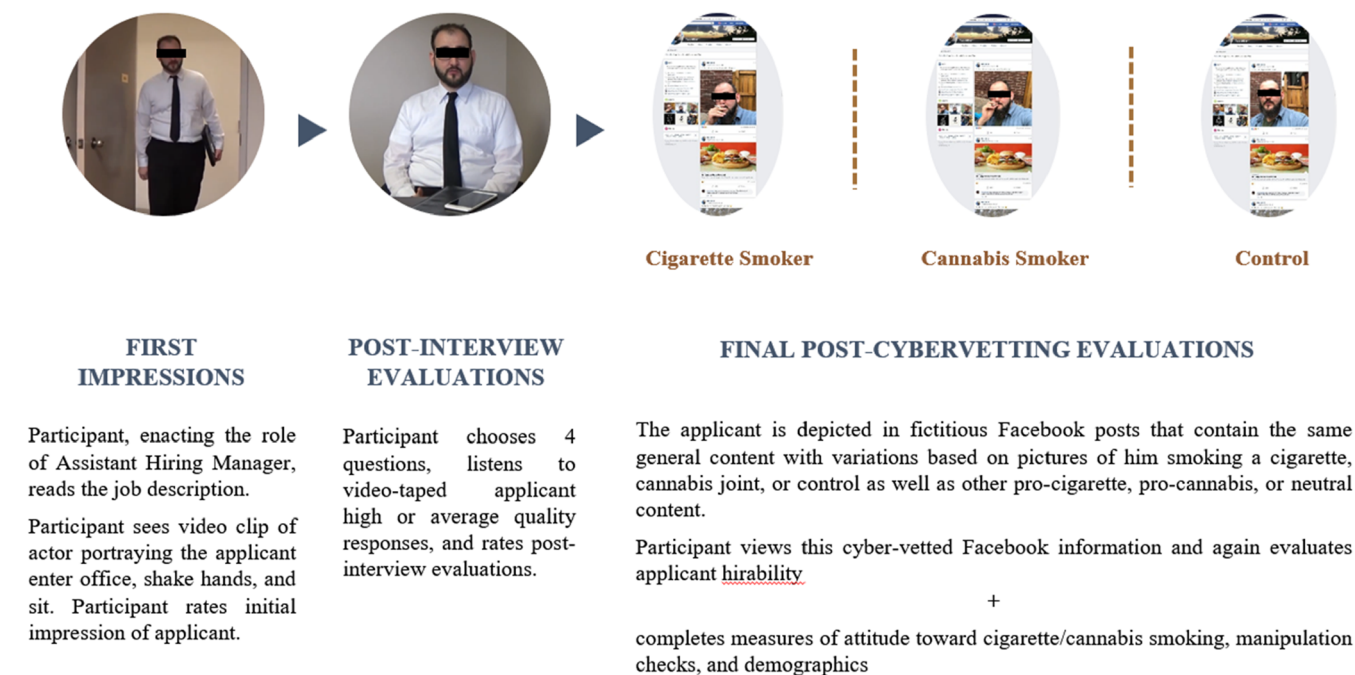 Cigarette Smoker
Cannabis Smoker
Control
FIRST
IMPRESSIONS
Participant, enacting the role
of Assistant Hiring Manager,
reads the job description.
Participant sees video clip of
actor portraying the applicant
enter office, shake hands, and
sit. Participant rates initial
impression of applicant.
POST-INTERVIEW
EVALUATIONS
Participant chooses 4
questions, listens to
video-taped applicant
high or average quality
responses, and rates post-
interview evaluations.
FINAL POST-CYBERVETTING EVALUATIONS
The applicant is depicted in fictitious Facebook posts that contain the same
general content with variations based on pictures of him smoking a cigarette,
cannabis joint, or control as well as other pro-cigarette, pro-cannabis, or neutral
content.
Participant views this cyber-vetted Facebook information and again evaluates
applicant hirability
+
completes measures of attitude toward cigarette/cannabis smoking, manipulation
checks, and demographics